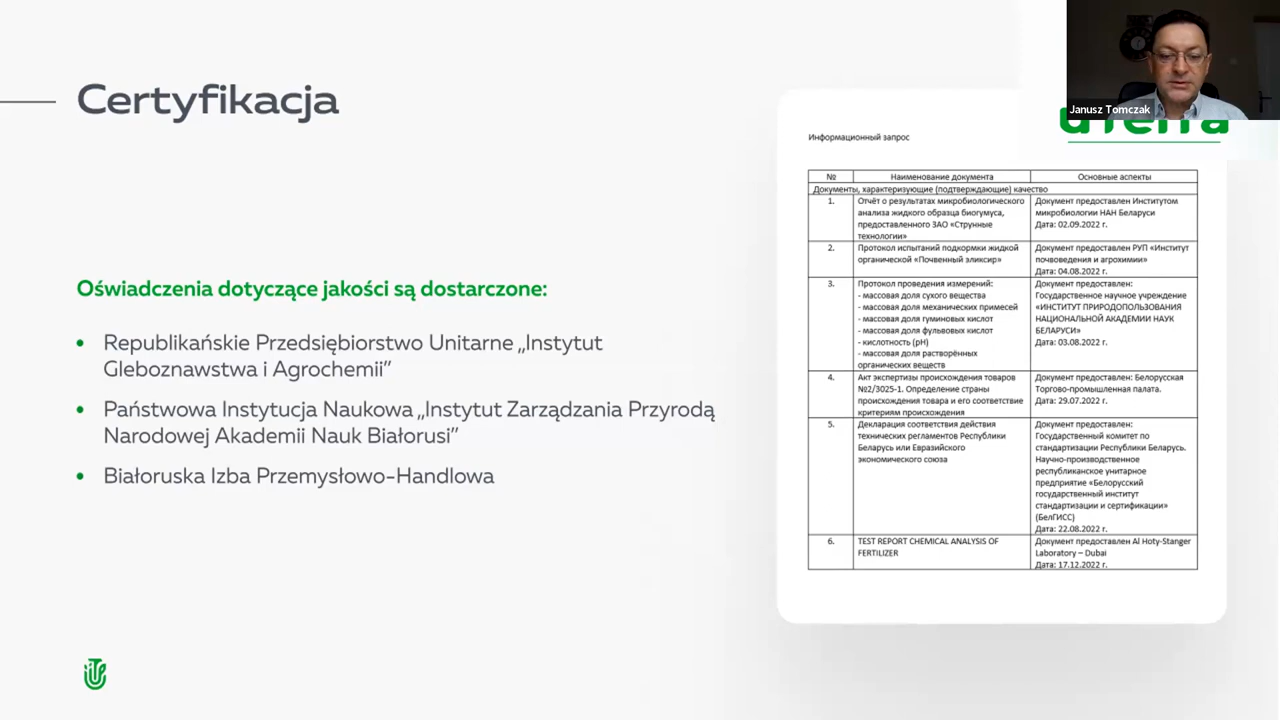 Certyfikacja
Janusz Tomczak
Oświadczenia dotyczące jakości są dostarczone:
• Republikańskie Przedsiębiorstwo Unitarne „Instytut
Gleboznawstwa i Agrochemii”
• Państwowa Instytucja Naukowa „Instytut Zarządzania Przyrodą
Narodowej Akademii Nauk Białorusi”
• Białoruska Izba Przemysłowo-Handlowa
Информационный запрос
№ Наименование документа Основные аспекты
Документы, характеризующие (подтверждающие) качество
1. Отчёт о результатах микробиологического Документ предоставлен Институтом
анализа жидкого образца биогумуса, микробиологии НАН Беларуси
предоставленного ЗАО «Струнные Дата: 02.09.2022 г.
технологии»
2. Протокол испытаний подкормки жидкой Документ предоставлен РУП «Институт
органической «Почвенный эликсир» почвоведения и агрохимии»
Дата: 04.08.2022 г.
3. Протокол проведения измерений: Документ предоставлен:
- массовая доля сухого вещества Государственное научное учреждение
- массовая доля механических примесей «ИНСТИТУТ ПРИРОДОПОЛЬЗОВАНИЯ
- массовая доля гуминовых кислот НАЦИОНАЛЬНОЙ АКАДЕМИИ НАУК
- массовая доля фульвовых кислот БЕЛАРУСИ»
- кислотность (pH) Дата: 03.08.2022 г.
- массовая доля растворённых
органических веществ
4. Акт экспертизы происхождения товаров Документ предоставлен: Белорусская
№2/3025-1. Определение страны Торгово-промышленная палата.
происхождения товара и его соответствие Дата: 29.07.2022 г.
критериям происхождения
5. Декларация соответствия действия Документ предоставлен:
технических регламентов Республики Государственный комитет по
Беларусь или Евразийского стандартизации Республики Беларусь.
экономического союза Научно-производственное
республиканское унитарное
предприятие «Белорусский
государственный институт
стандартизации и сертификации»
(БелГИСС)
Дата: 22.08.2022 г.
6. TEST REPORT CHEMICAL ANALYSIS OF Документ предоставлен Al Hoty-Stanger
FERTILIZER Laboratory – Dubai
Дата: 17.12.2022 г.